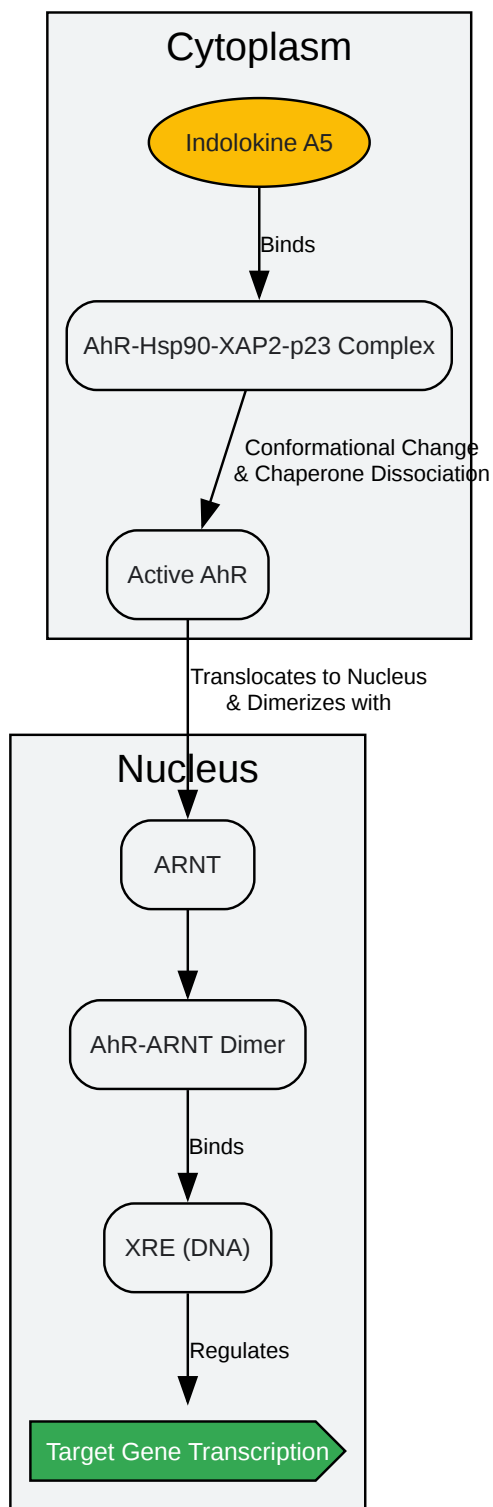 Cytoplasm
Indolokine A5
Binds
AhR-Hsp90-XAP2-p23 Complex
Conformational Change
& Chaperone Dissociation
Active AhR
Translocates to Nucleus
& Dimerizes with
Nucleus
ARNT
AhR-ARNT Dimer
Binds
XRE (DNA)
Regulates
Target Gene Transcription